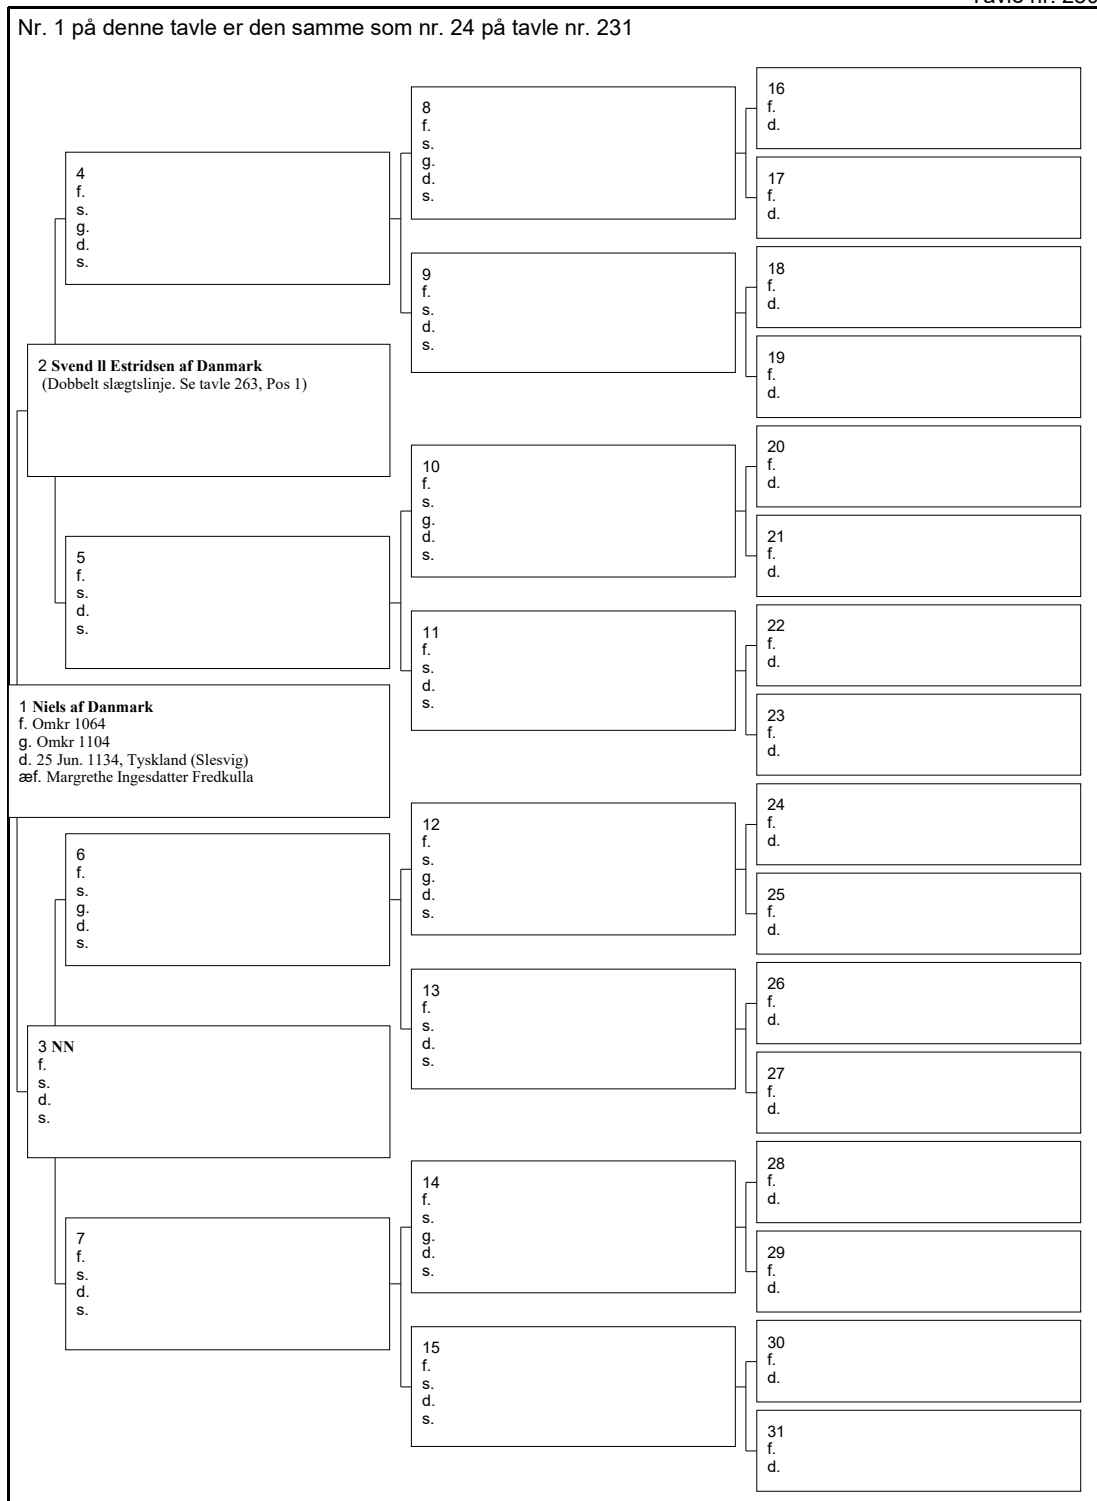 Nr. 1 på denne tavle er den samme som nr. 24 på tavle nr. 231
16
f.
d.
8
f.
s.
g.
d.
s.
17
f.
d.
4
f.
s.
g.
d.
s.
18
f.
d.
9
f.
s.
d.
s.
19
f.
d.
2 Svend ll Estridsen af Danmark
(Dobbelt slægtslinje. Se tavle 263, Pos 1)
20
f.
d.
10
f.
s.
g.
d.
s.
21
f.
d.
5
f.
s.
d.
s.
22
f.
d.
11
f.
s.
d.
s.
23
f.
d.
1 Niels af Danmark
f. Omkr 1064
g. Omkr 1104
d. 25 Jun. 1134, Tyskland (Slesvig)
æf. Margrethe Ingesdatter Fredkulla
24
f.
d.
12
f.
s.
g.
d.
s.
25
f.
d.
6
f.
s.
g.
d.
s.
26
f.
d.
13
f.
s.
d.
s.
27
f.
d.
3 NN
f.
s.
d.
s.
28
f.
d.
14
f.
s.
g.
d.
s.
29
f.
d.
7
f.
s.
d.
s.
30
f.
d.
15
f.
s.
d.
s.
31
f.
d.